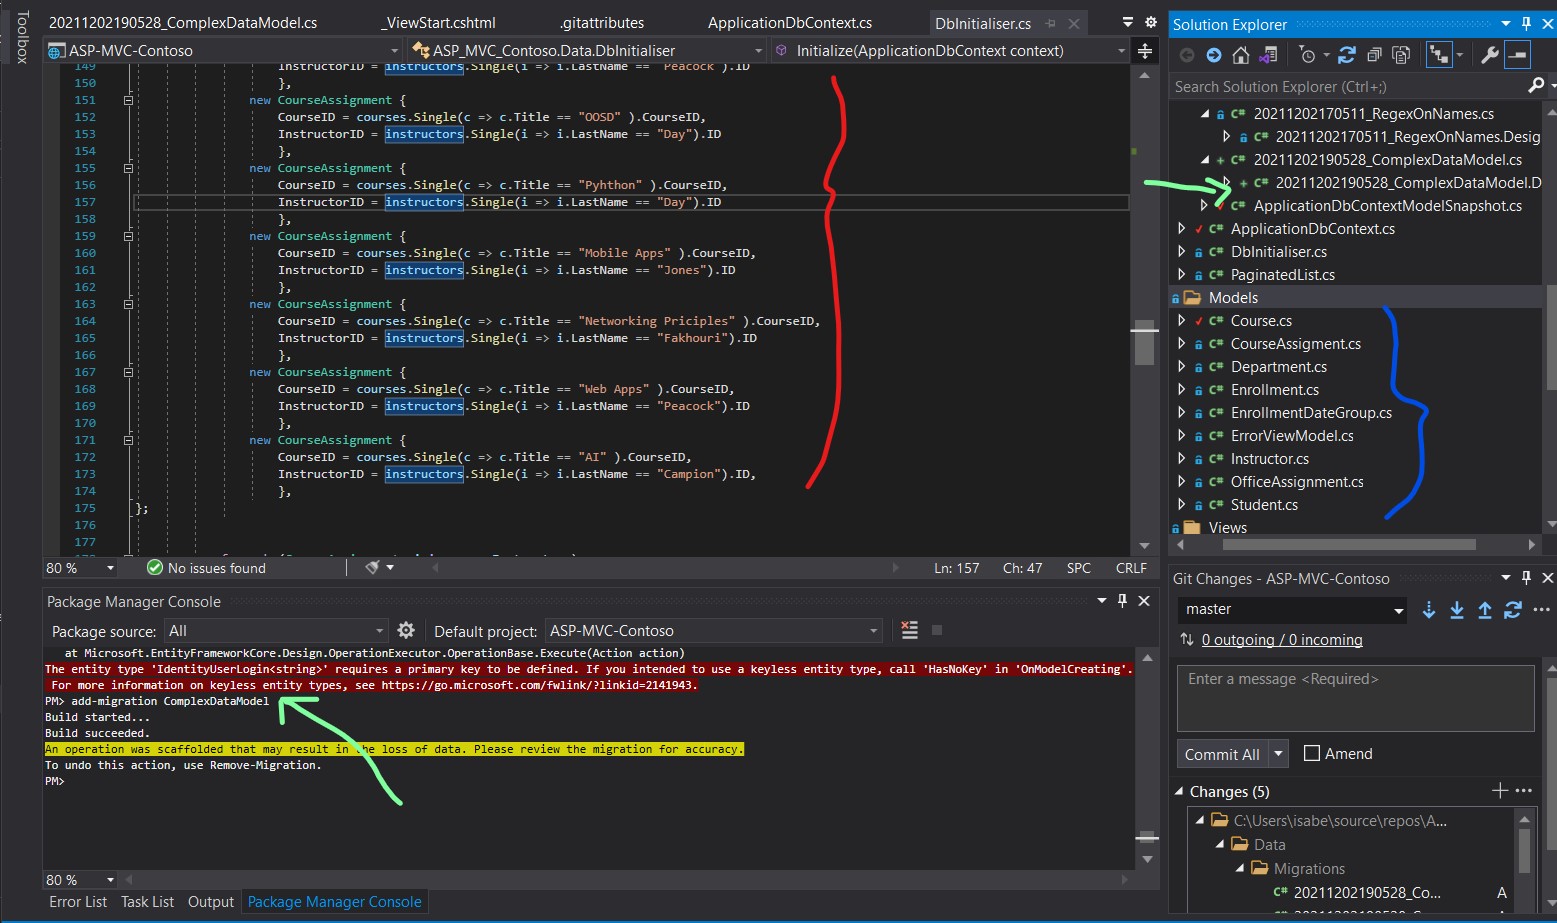 Toolbox
20211202190528_ComplexDataModel.cs
_ViewStart.cshtml
.gitattributes
ApplicationDbContext.cs
DbInitialiser.cs
ASP-MVC-Contoso
ASP_MVC_Contoso.Data.DbInitialiser
Initialize(ApplicationDbContext context)
149 InstructorID = instructors.Single(i => i.LastName == "Peacock").ID
150 },
151 new CourseAssignment {
152 CourseID = courses.Single(c => c.Title == "OOSD" ).CourseID,
153 InstructorID = instructors.Single(i => i.LastName == "Day").ID
154 },
155 new CourseAssignment {
156 CourseID = courses.Single(c => c.Title == "Pyhthon" ).CourseID,
157 InstructorID = instructors.Single(i => i.LastName == "Day").ID
158 },
159 new CourseAssignment {
160 CourseID = courses.Single(c => c.Title == "Mobile Apps" ).CourseID,
161 InstructorID = instructors.Single(i => i.LastName == "Jones").ID
162 },
163 new CourseAssignment {
164 CourseID = courses.Single(c => c.Title == "Networking Priciples" ).CourseID,
165 InstructorID = instructors.Single(i => i.LastName == "Fakhouri").ID
166 },
167 new CourseAssignment {
168 CourseID = courses.Single(c => c.Title == "Web Apps" ).CourseID,
169 InstructorID = instructors.Single(i => i.LastName == "Peacock").ID
170 },
171 new CourseAssignment {
172 CourseID = courses.Single(c => c.Title == "AI" ).CourseID,
173 InstructorID = instructors.Single(i => i.LastName == "Campion").ID,
174 },
175 };
176
177
80 %
No issues found
Ln: 157 Ch: 47 SPC CRLF
Package Manager Console
Package source: All
Default project: ASP-MVC-Contoso
at Microsoft.EntityFrameworkCore.Design.OperationExecutor.OperationBase.Execute(Action action)
The entity type 'IdentityUserLogin<string>' requires a primary key to be defined. If you intended to use a keyless entity type, call 'HasNoKey' in 'OnModelCreating'.
For more information on keyless entity types, see https://go.microsoft.com/fwlink/?linkid=2141943.
PM> add-migration ComplexDataModel
Build started...
Build succeeded.
An operation was scaffolded that may result in the loss of data. Please review the migration for accuracy.
To undo this action, use Remove-Migration.
PM>
80 %
Error List Task List Output Package Manager Console
Solution Explorer
Search Solution Explorer (Ctrl+;)
C# 20211202170511_RegexOnNames.cs
C# 20211202170511_RegexOnNames.Desig
C# 20211202190528_ComplexDataModel.cs
C# 20211202190528_ComplexDataModel.D
C# ApplicationDbContextModelSnapshot.cs
C# ApplicationDbContext.cs
C# DbInitialiser.cs
C# PaginatedList.cs
Models
C# Course.cs
C# CourseAssigment.cs
C# Department.cs
C# Enrollment.cs
C# EnrollmentDateGroup.cs
C# ErrorViewModel.cs
C# Instructor.cs
C# OfficeAssignment.cs
C# Student.cs
Views
Git Changes - ASP-MVC-Contoso
master
0 outgoing / 0 incoming
Enter a message <Required>
Commit All
Amend
Changes (5)
C:\Users\isabe\source\repos\A...
Data
Migrations
C# 20211202190528_Co... A